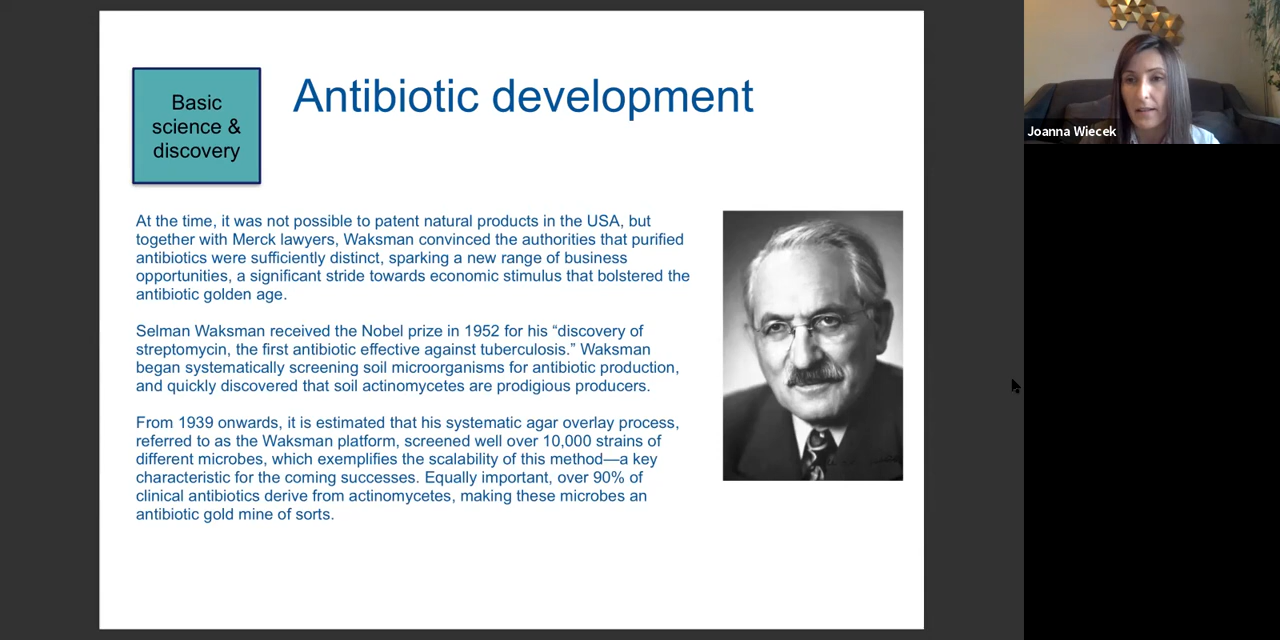 Basic
science &
discovery
Antibiotic development
At the time, it was not possible to patent natural products in the USA, but
together with Merck lawyers, Waksman convinced the authorities that purified
antibiotics were sufficiently distinct, sparking a new range of business
opportunities, a significant stride towards economic stimulus that bolstered the
antibiotic golden age.
Selman Waksman received the Nobel prize in 1952 for his “discovery of
streptomycin, the first antibiotic effective against tuberculosis.” Waksman
began systematically screening soil microorganisms for antibiotic production,
and quickly discovered that soil actinomycetes are prodigious producers.
From 1939 onwards, it is estimated that his systematic agar overlay process,
referred to as the Waksman platform, screened well over 10,000 strains of
different microbes, which exemplifies the scalability of this method—a key
characteristic for the coming successes. Equally important, over 90% of
clinical antibiotics derive from actinomycetes, making these microbes an
antibiotic gold mine of sorts.
Joanna Wiecek